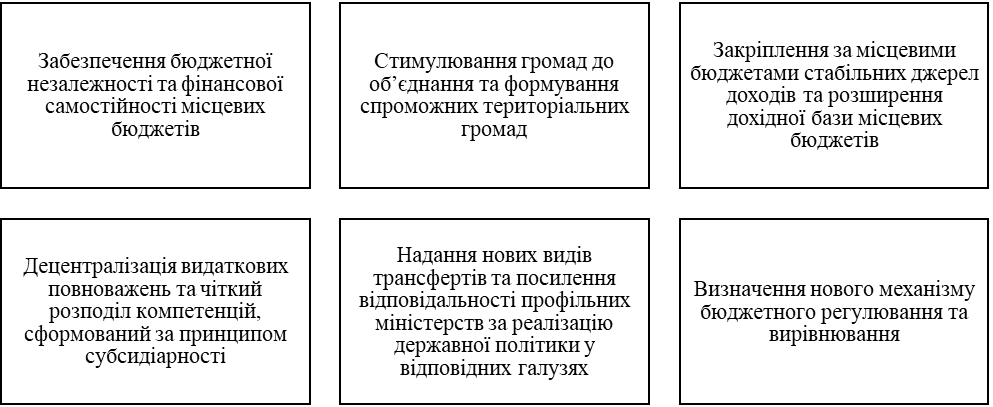 Забезпечення бюджетної
незалежності та фінансової
самостійності місцевих
бюджетів
Стимулювання громад до
об’єднання та формування
спроможних територіальних
громад
Закріплення за місцевими
бюджетами стабільних джерел
доходів та розширення
дохідної бази місцевих
бюджетів
Децентралізація видаткових
повноважень та чіткий
розподіл компетенцій,
сформований за принципом
субсидіарності
Надання нових видів
трансфертів та посилення
відповідальності профільних
міністерств за реалізацію
державної політики у
відповідних галузях
Визначення нового механізму
бюджетного регулювання та
вирівнювання